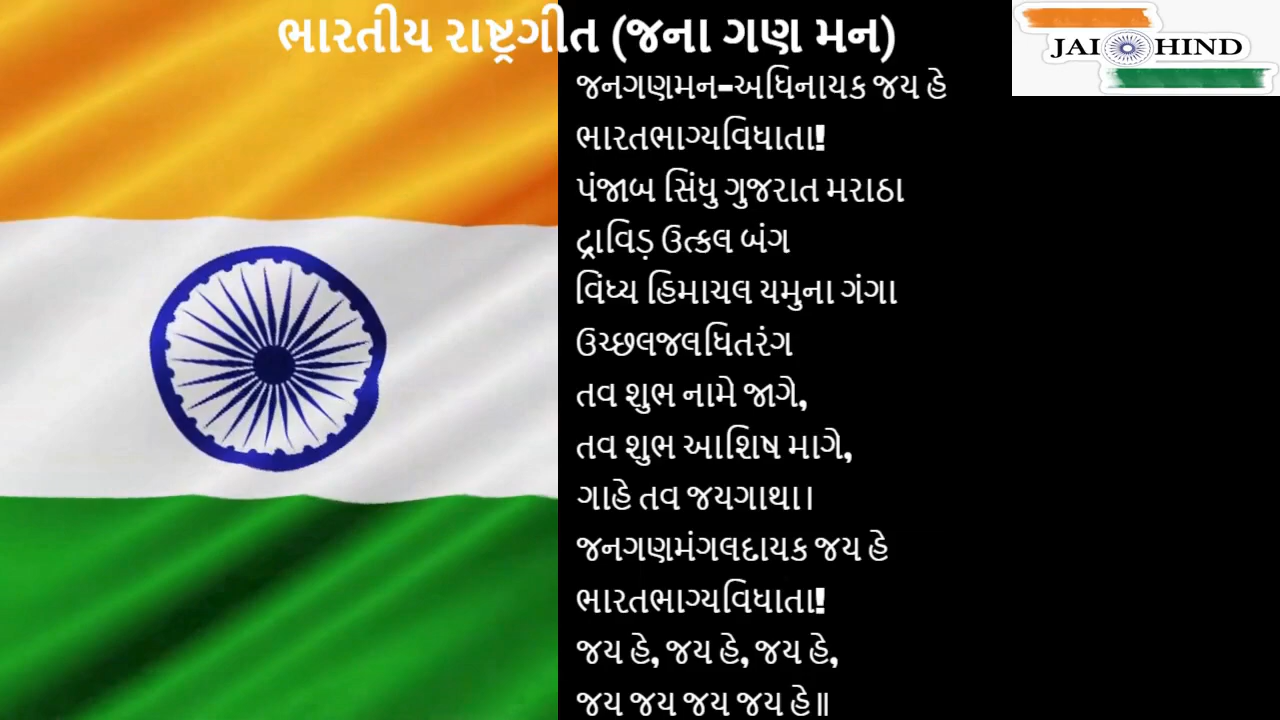 ભારતીય રાષ્ટ્રગીત (જના ગણ મન)
JAI HIND
જનગણમન-અધિનાયક જય હે
ભારતભાગ્યવિધાતા!
પંજાબ સિંધુ ગુજરાત મરાઠા
દ્રાવિડ઼ ઉત્કલ બંગ
વિંધ્ય હિમાચલ યમુના ગંગા
ઉચ્છલજલધિતરંગ
તવ શુભ નામે જાગે,
તવ શુભ આશિષ માગે,
ગાહે તવ જયગાથા।
જનગણમંગલદાયક જય હે
ભારતભાગ્યવિધાતા!
જય હે, જય હે, જય હે,
જય જય જય જય હે॥